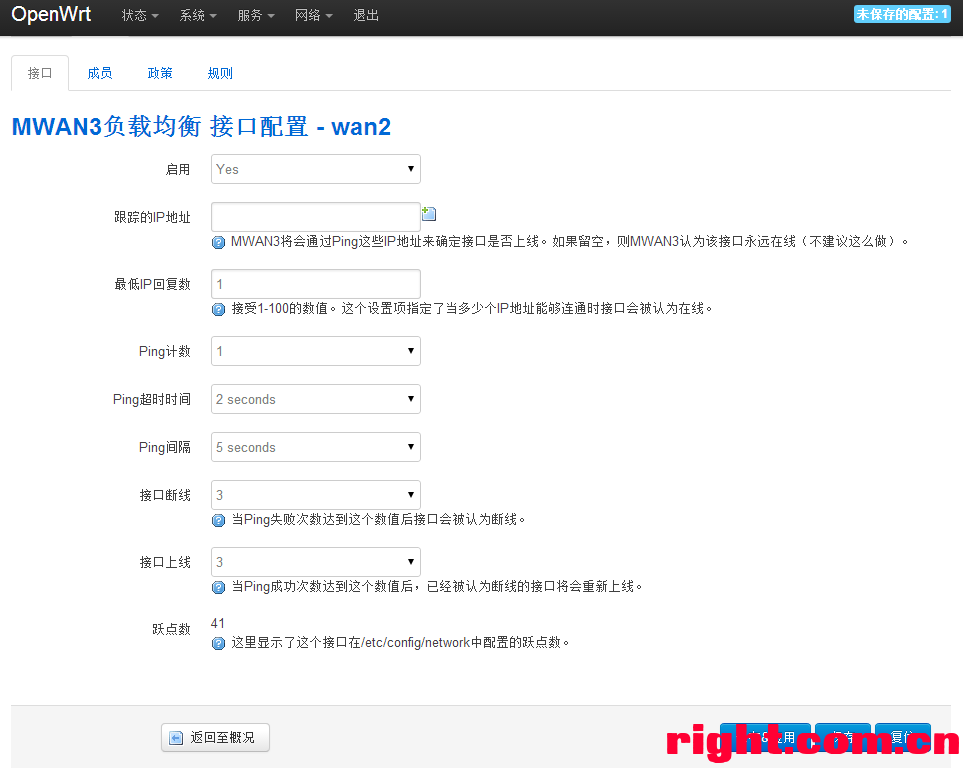 OpenWrt 状态 系统 服务 网络 退出 未保存的配置: 1
接口 成员 政策 规则
MWAN3负载均衡 接口配置 - wan2
启用 Yes
跟踪的IP地址
MWAN3将会通过Ping这些IP地址来确定接口是否上线。如果留空，则MWAN3认为该接口永远在线（不建议这么做）。
最低IP回复数 1
接受1-100的数值。这个设置项指定了当多少个IP地址能够连通时接口会被认为在线。
Ping计数 1
Ping超时时间 2 seconds
Ping间隔 5 seconds
接口断线 3
当Ping失败次数达到这个数值后接口会被认为断线。
接口上线 3
当Ping成功次数达到这个数值后，已经被认为断线的接口将会重新上线。
跃点数 41
这里显示了这个接口在/etc/config/network中配置的跃点数。
返回至概况
right.com.cn